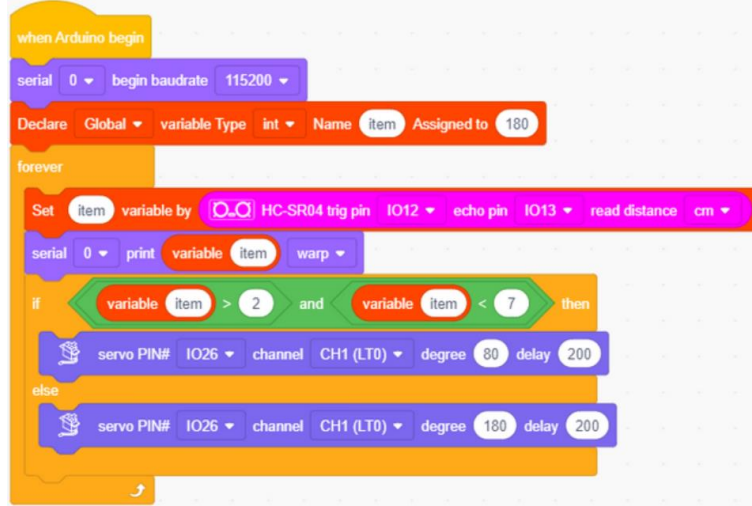 when Arduino begin
serial 0 begin baudrate 115200
Declare Global variable Type int Name item Assigned to 180
forever
Set item variable by HC-SR04 trig pin IO12 echo pin IO13 read distance cm
serial 0 print variable item warp
if variable item > 2 and variable item < 7 then
servo PIN# IO26 channel CH1 (LT0) degree 80 delay 200
else
servo PIN# IO26 channel CH1 (LT0) degree 180 delay 200